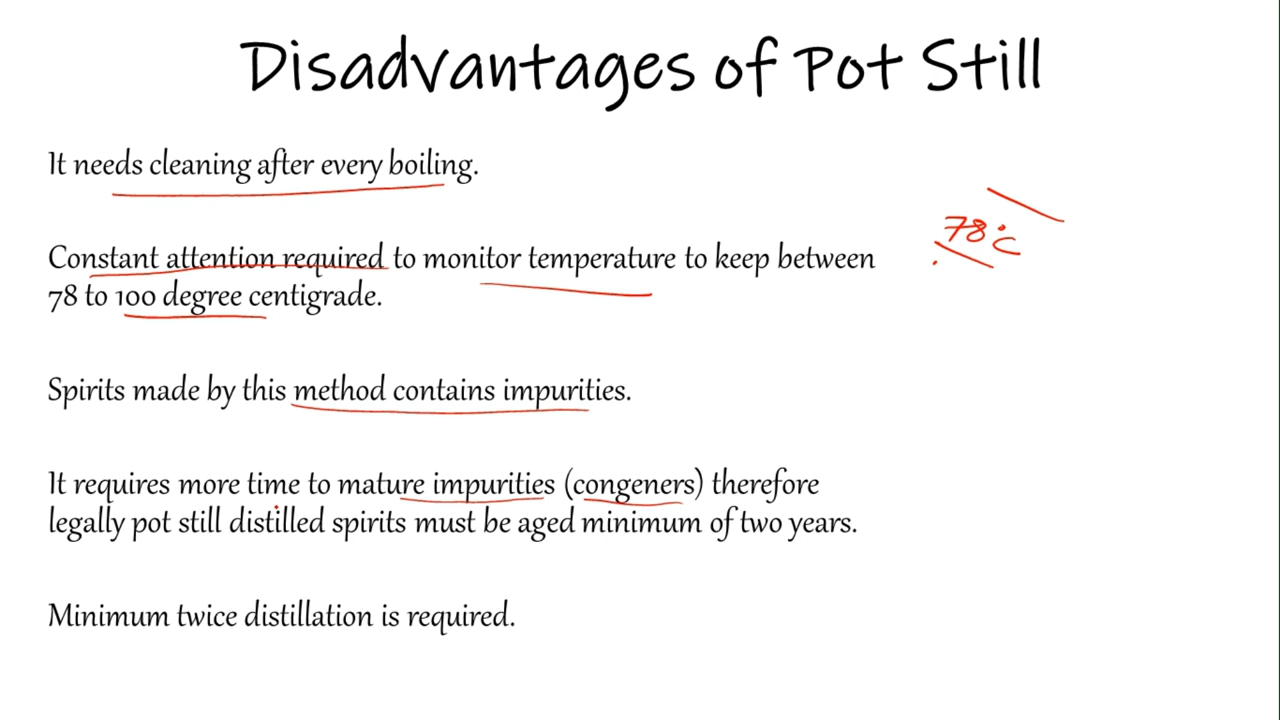 Disadvantages of Pot Still
It needs cleaning after every boiling.
Constant attention required to monitor temperature to keep between
78 to 100 degree centigrade.
78°C
Spirits made by this method contains impurities.
It requires more time to mature impurities (congeners) therefore
legally pot still distilled spirits must be aged minimum of two years.
Minimum twice distillation is required.